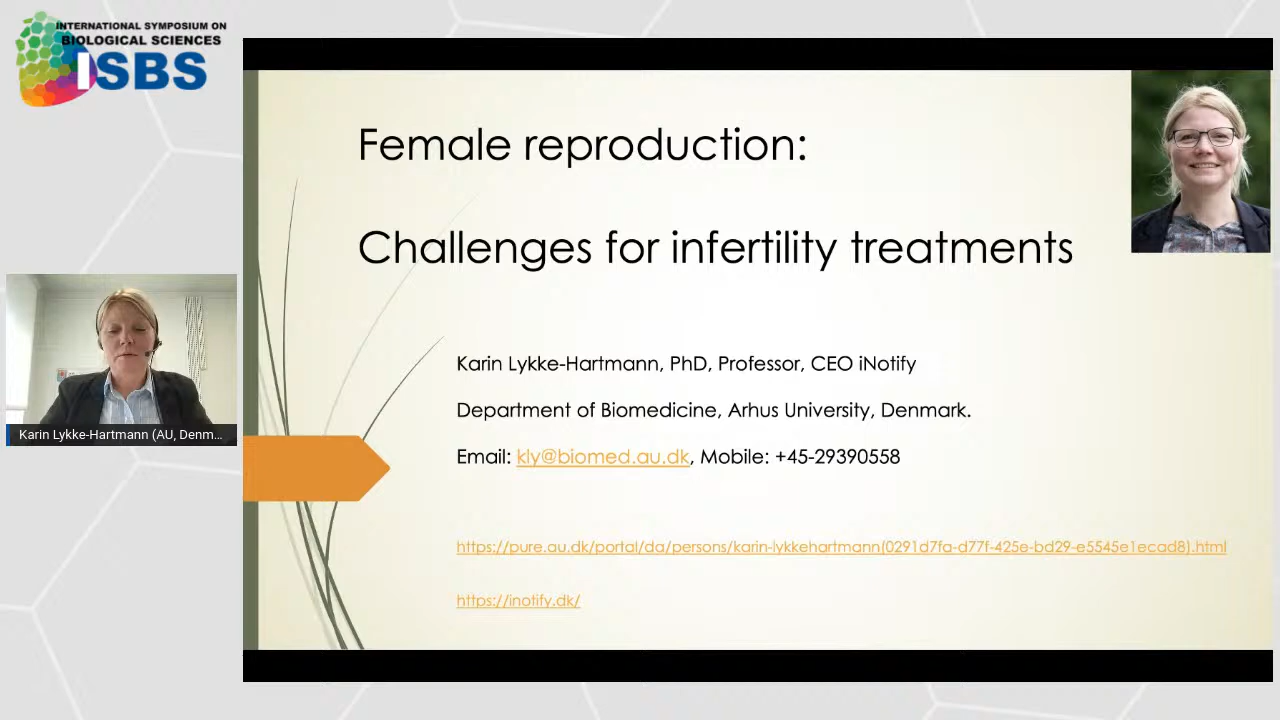 INTERNATIONAL SYMPOSIUM ON
BIOLOGICAL SCIENCES
ISBS
Female reproduction:
Challenges for infertility treatments
Karin Lykke-Hartmann, PhD, Professor, CEO iNotify
Department of Biomedicine, Arhus University, Denmark.
Email: kly@biomed.au.dk, Mobile: +45-29390558
https://pure.au.dk/portal/da/persons/karin-lykkehartmann(0291d7fa-d77f-425e-bd29-e5545e1ecad8).html
https://inotify.dk/
Karin Lykke-Hartmann (AU, Denm...